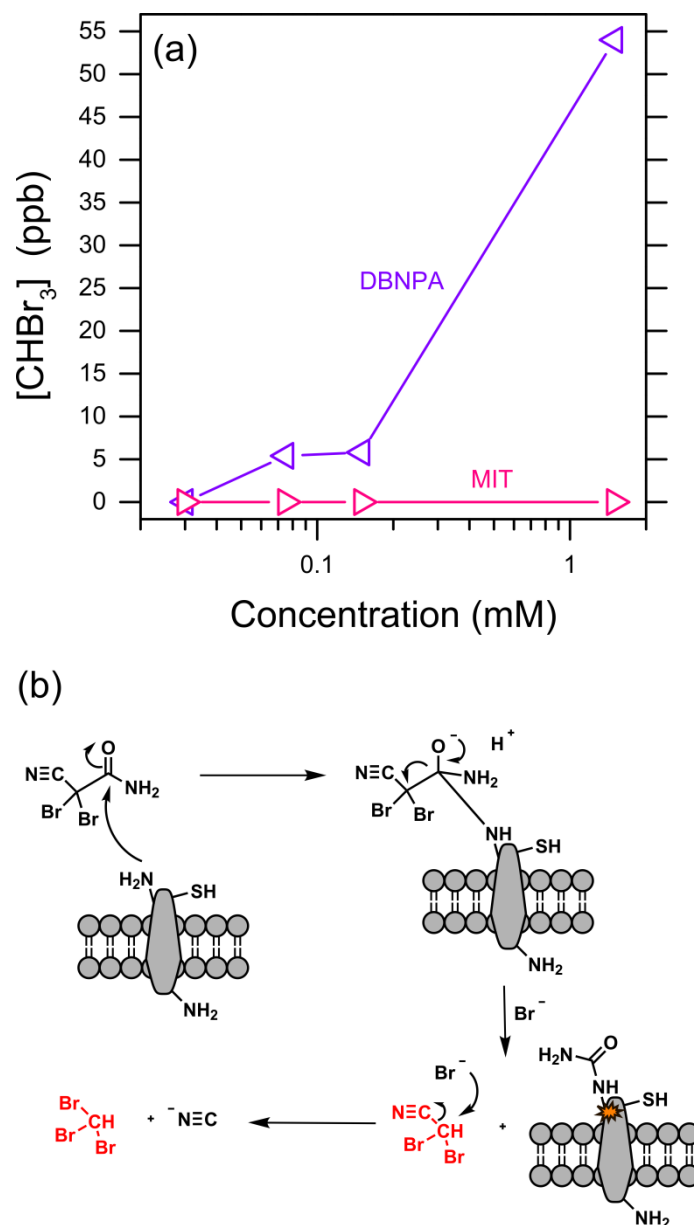 (a)
55
50
45
40
35
30
25
20
15
10
5
0
[CHBr3] (ppb)
DBNPA
MIT
0.1
1
Concentration (mM)
(b)
O
N≡C
NH2
Br
Br
H2N
SH
NH2
O−
H+
N≡C
NH2
Br
Br
NH
SH
NH2
Br−
H2N
O
NH
SH
NH2
Br−
N≡C
CH
Br
Br
+
Br
Br
CH
Br
+
−N≡C